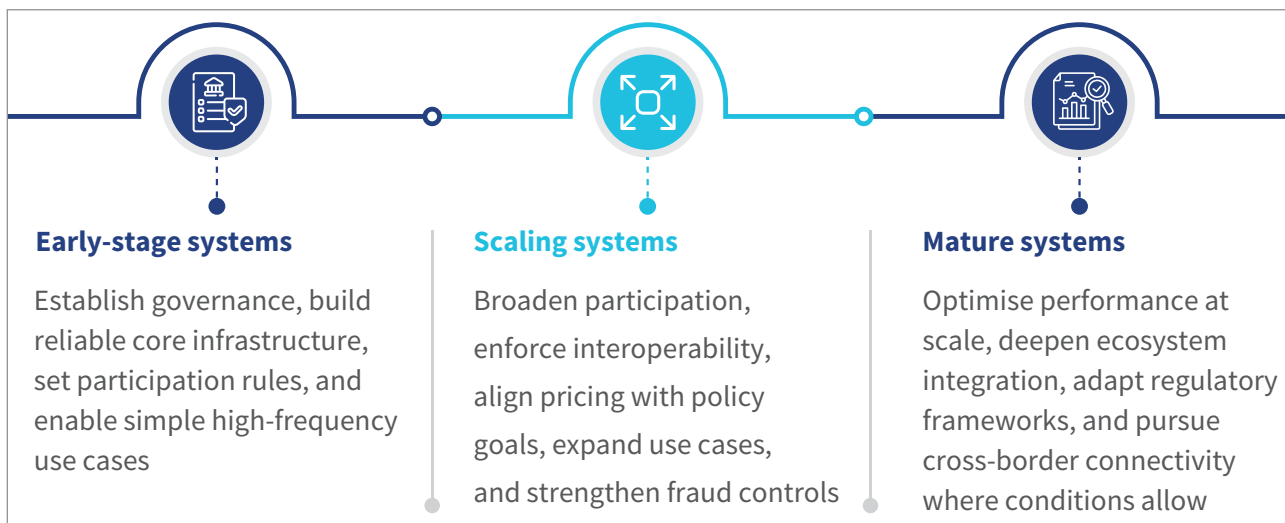 Early-stage systems
Establish governance, build
reliable core infrastructure,
set participation rules, and
enable simple high-frequency
use cases
Scaling systems
Broaden participation,
enforce interoperability,
align pricing with policy
goals, expand use cases,
and strengthen fraud controls
Mature systems
Optimise performance at
scale, deepen ecosystem
integration, adapt regulatory
frameworks, and pursue
cross-border connectivity
where conditions allow